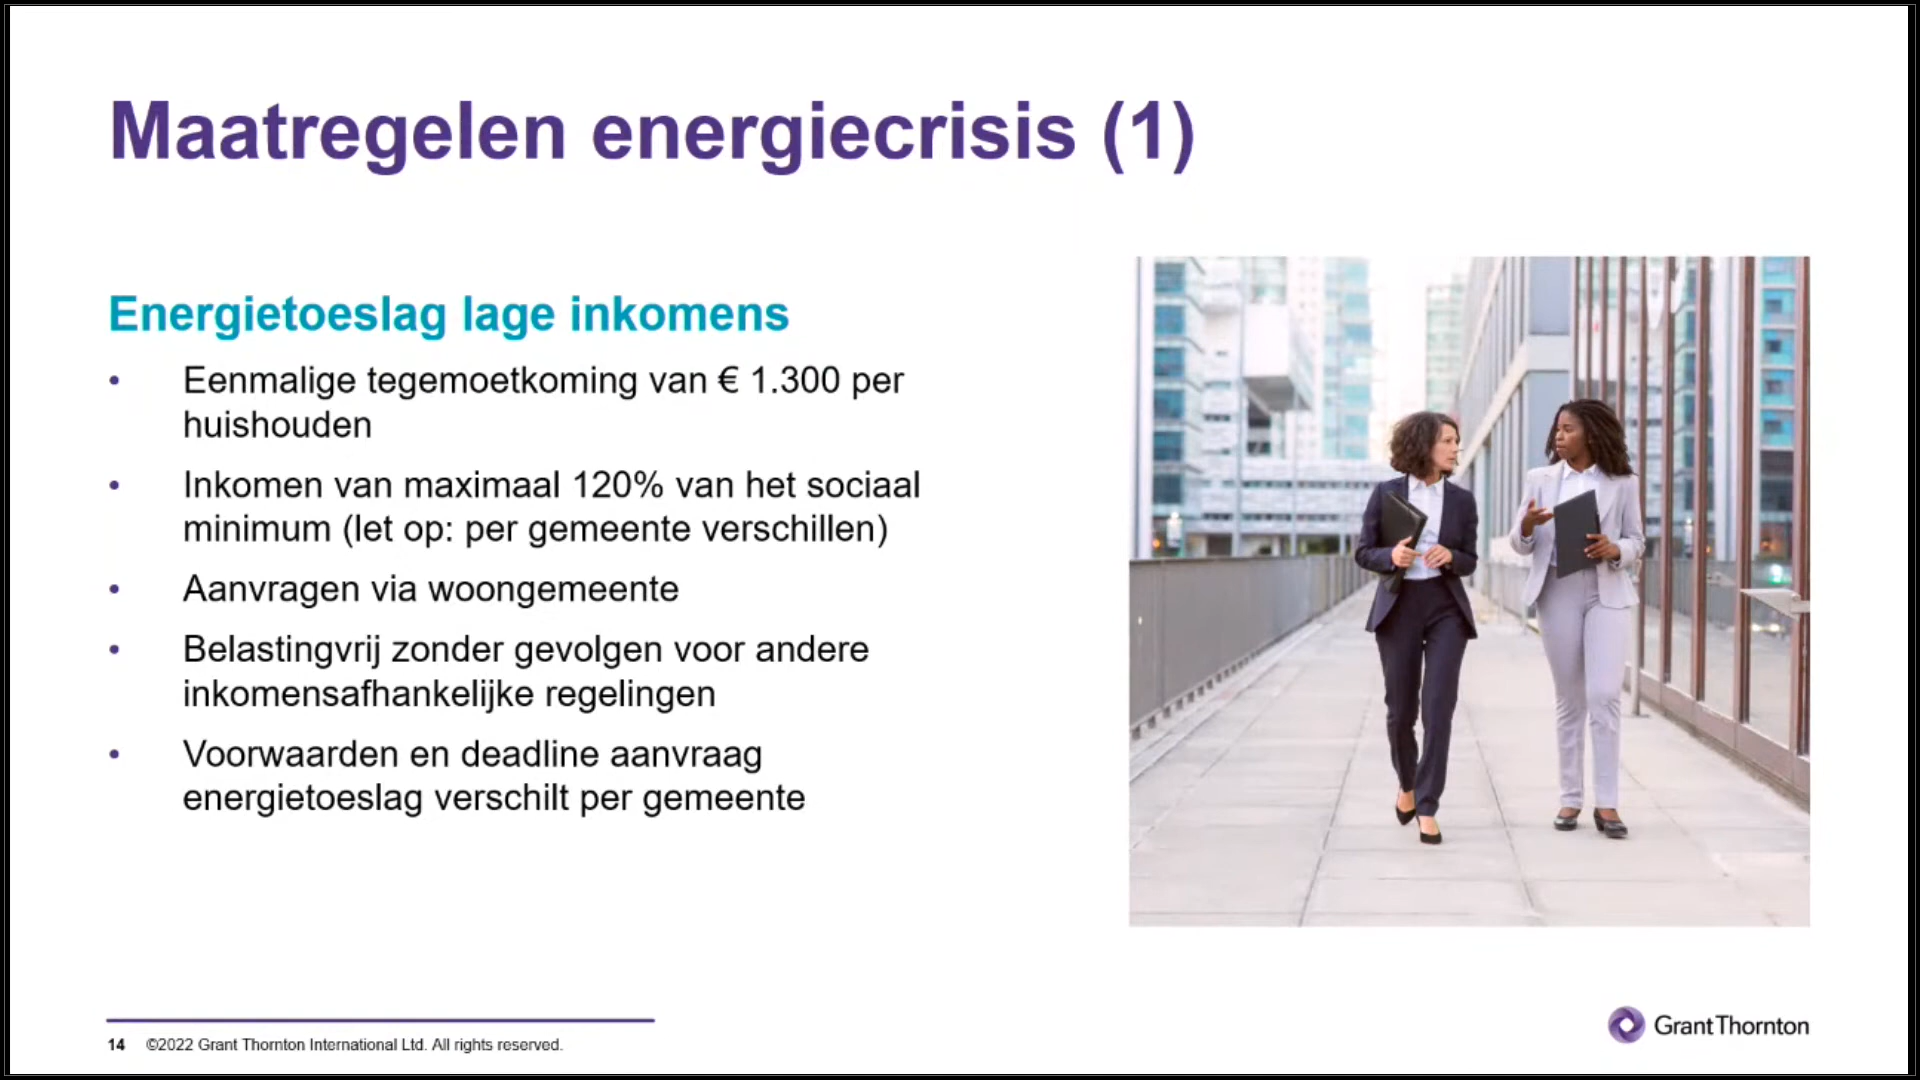 Maatregelen energiecrisis (1)
Energietoeslag lage inkomens
• Eenmalige tegemoetkoming van € 1.300 per
huishouden
• Inkomen van maximaal 120% van het sociaal
minimum (let op: per gemeente verschillen)
• Aanvragen via woongemeente
• Belastingvrij zonder gevolgen voor andere
inkomensafhankelijke regelingen
• Voorwaarden en deadline aanvraag
energietoeslag verschilt per gemeente
14 ©2022 Grant Thornton International Ltd. All rights reserved.
Grant Thornton